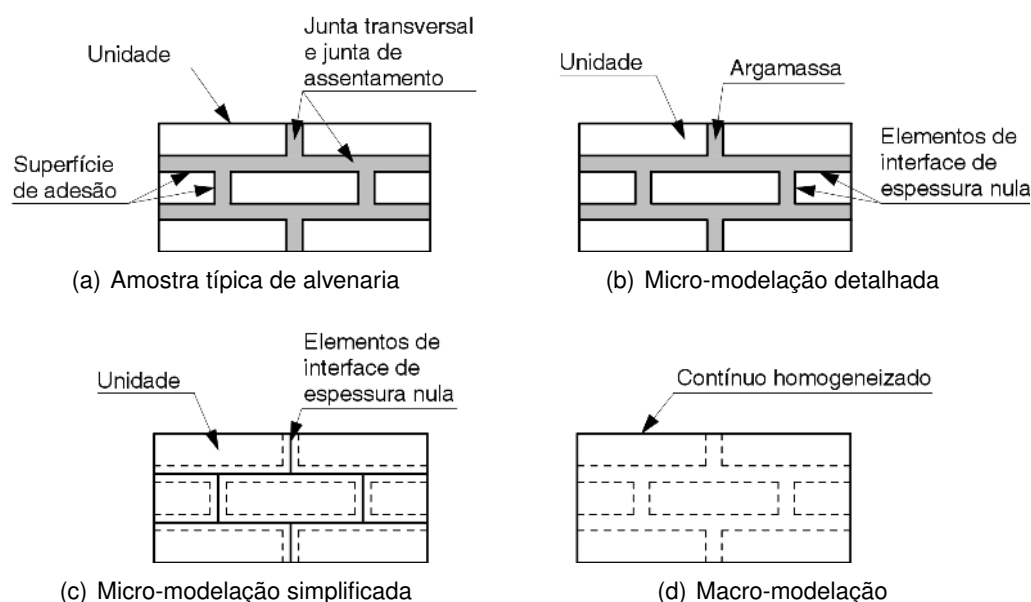 Unidade
Junta transversal
e junta de
assentamento
Superfície
de adesão
(a) Amostra típica de alvenaria
Unidade
Argamassa
Elementos de
interface de
espessura nula
(b) Micro-modelação detalhada
Unidade
Elementos de
interface de
espessura nula
(c) Micro-modelação simplificada
Contínuo homogeneizado
(d) Macro-modelação